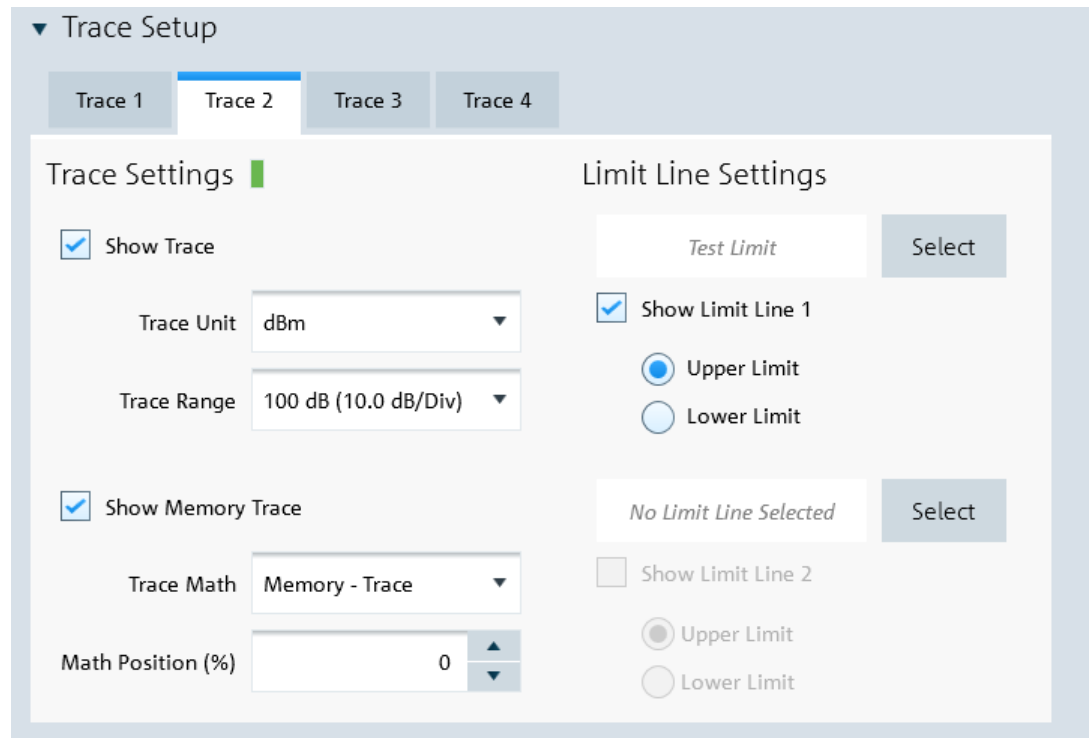 Trace Setup
Trace 1
Trace 2
Trace 3
Trace 4
Trace Settings
Show Trace
Trace Unit
dBm
Trace Range
100 dB (10.0 dB/Div)
Show Memory Trace
Trace Math
Memory - Trace
Math Position (%)
0
Limit Line Settings
Test Limit
Select
Show Limit Line 1
Upper Limit
Lower Limit
No Limit Line Selected
Select
Show Limit Line 2
Upper Limit
Lower Limit